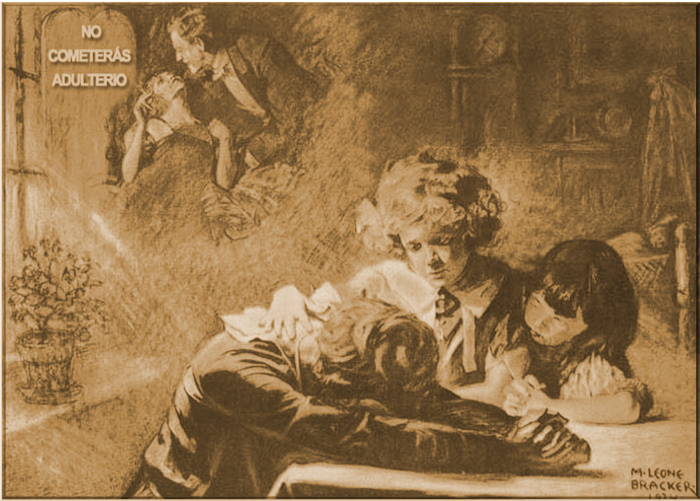 NO
COMETERÁS
ADULTERIO
M·LEONE
BRACKER